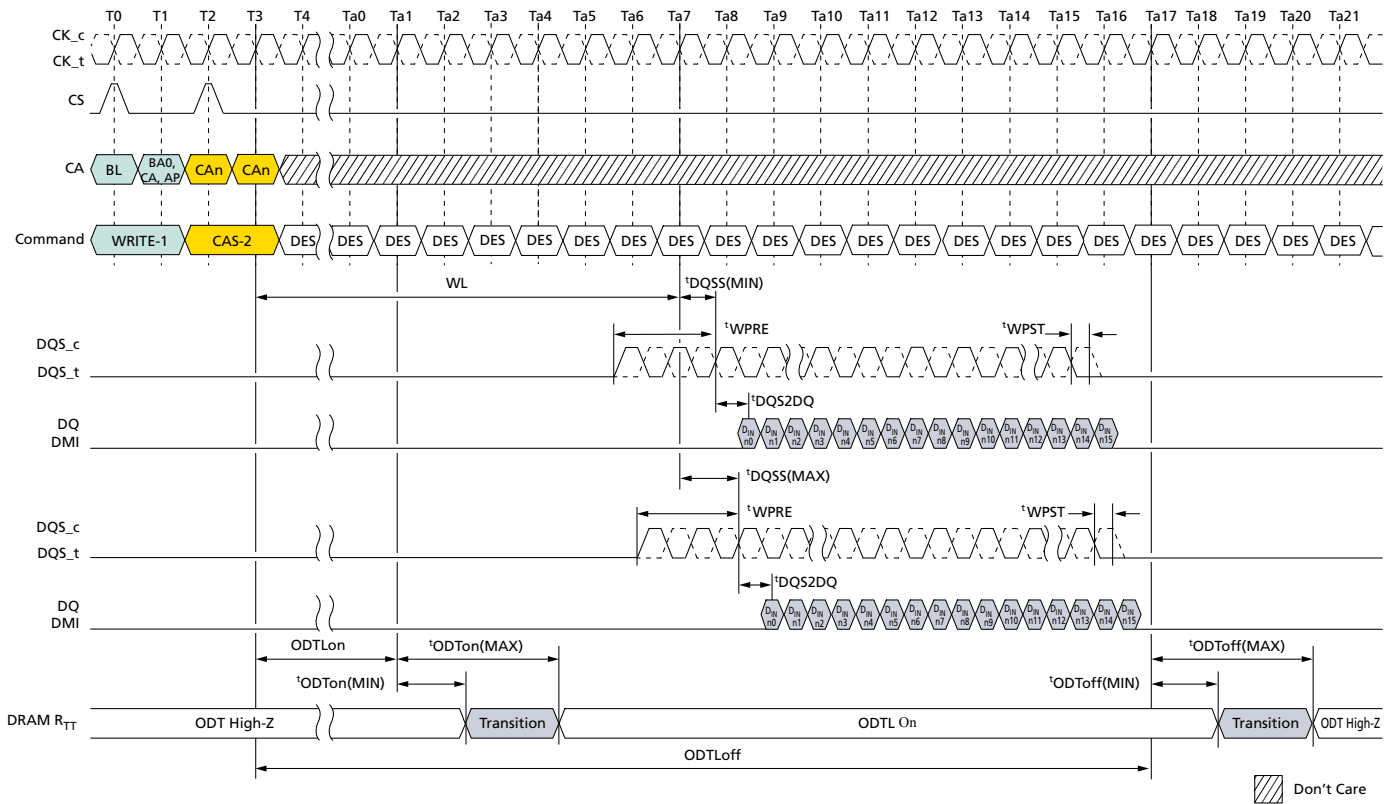 T0 T1 T2 T3 T4 Ta0 Ta1 Ta2 Ta3 Ta4 Ta5 Ta6 Ta7 Ta8 Ta9 Ta10 Ta11 Ta12 Ta13 Ta14 Ta15 Ta16 Ta17 Ta18 Ta19 Ta20 Ta21
CK_c
CK_t
CS
CA BL BA0, CA, AP CAn CAn
Command WRITE-1 CAS-2 DES DES DES DES DES DES DES DES DES DES DES DES DES DES DES DES DES DES DES DES DES DES DES
WL tDQSS(MIN)
tWPRE tWPST
DQS_c
DQS_t
tDQS2DQ
DQ
DMI
DIN n0 DIN n1 DIN n2 DIN n3 DIN n4 DIN n5 DIN n6 DIN n7 DIN n8 DIN n9 DIN n10 DIN n11 DIN n12 DIN n13 DIN n14 DIN n15
tDQSS(MAX)
tWPRE tWPST
DQS_c
DQS_t
tDQS2DQ
DQ
DMI
DIN n0 DIN n1 DIN n2 DIN n3 DIN n4 DIN n5 DIN n6 DIN n7 DIN n8 DIN n9 DIN n10 DIN n11 DIN n12 DIN n13 DIN n14 DIN n15
ODTLon tODTon(MAX) tODToff(MAX)
tODTon(MIN) tODToff(MIN)
DRAM RTT ODT High-Z Transition ODTL On Transition ODT High-Z
ODTLoff
Don't Care